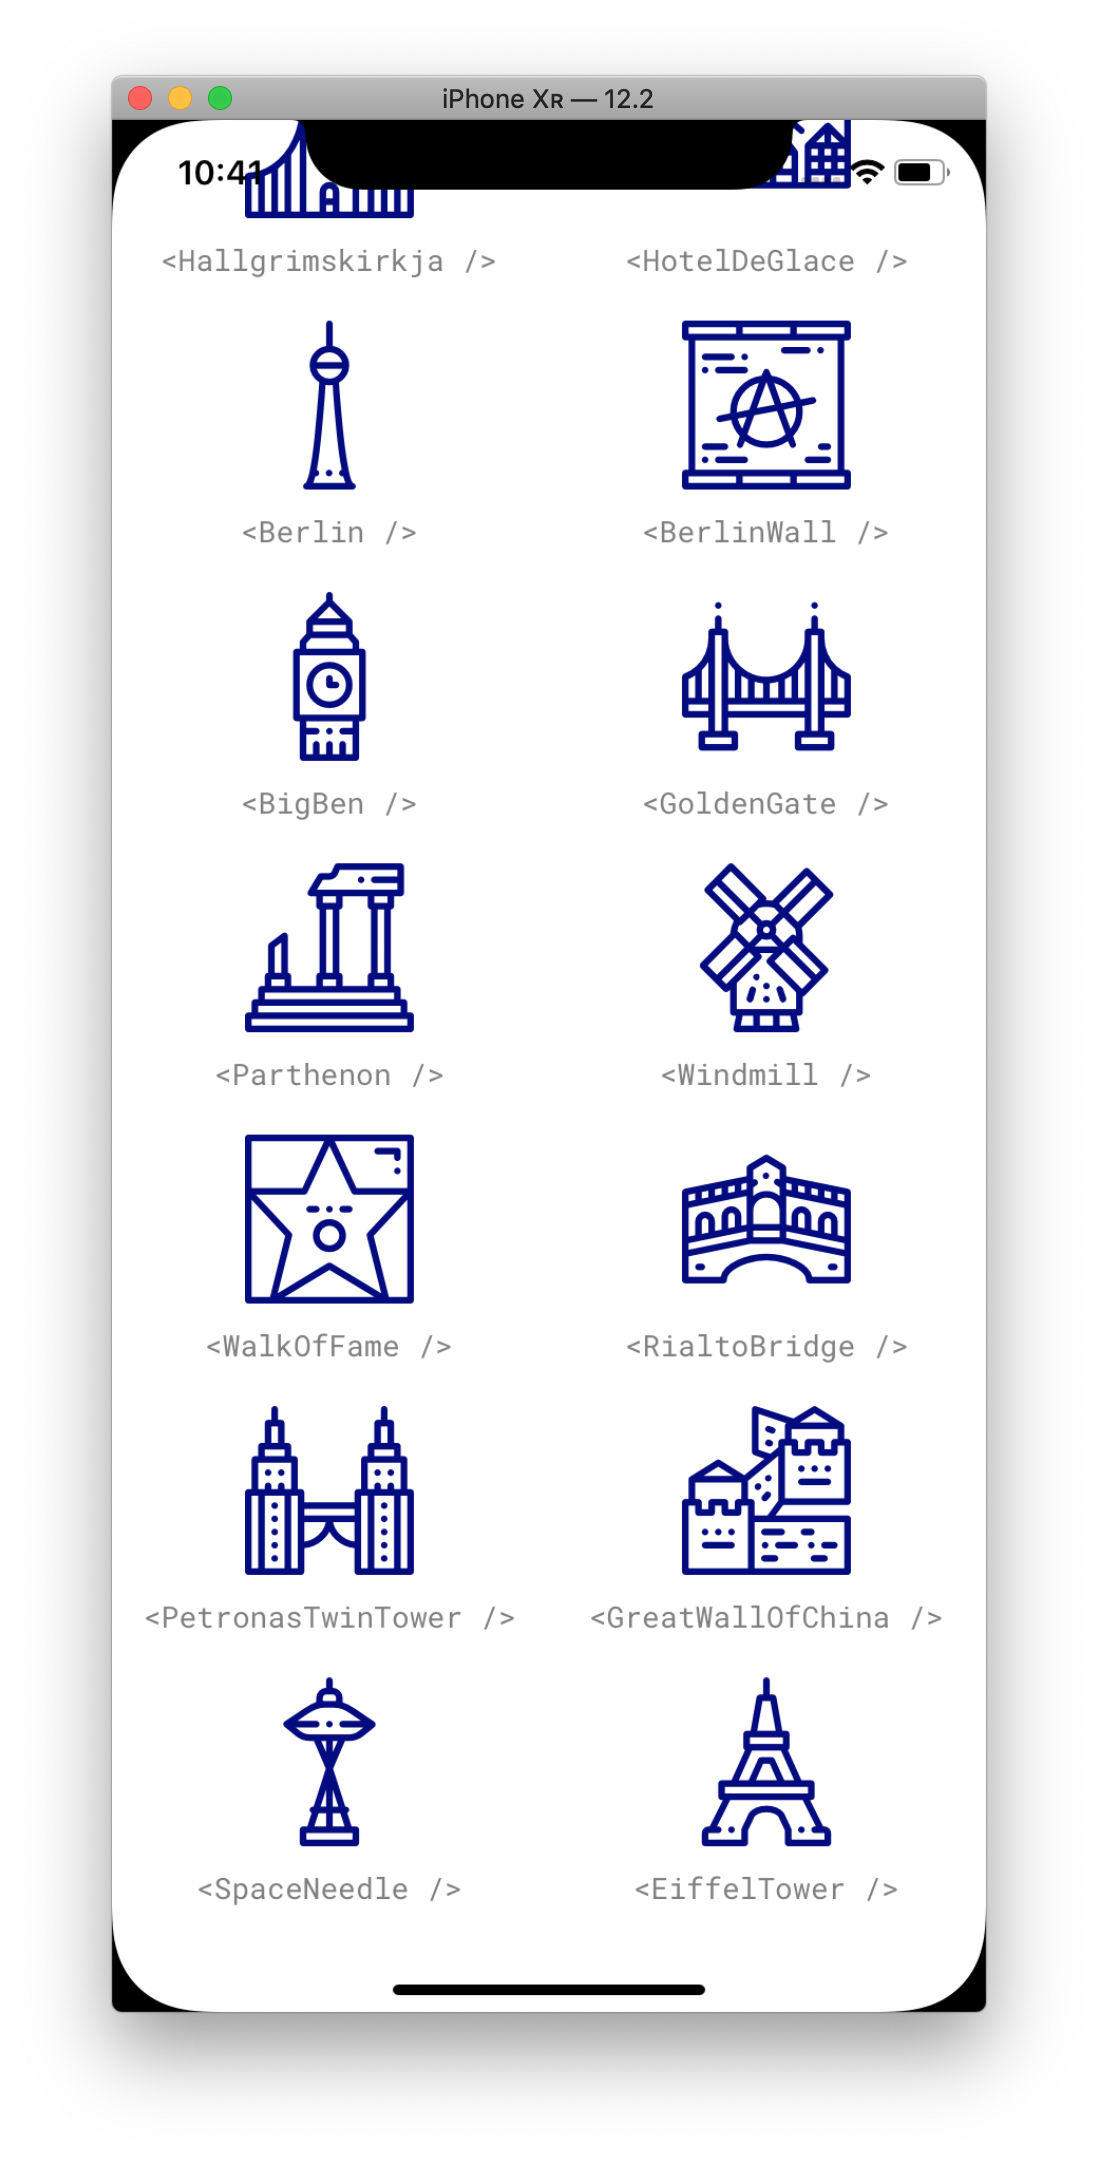 iPhone Xʀ — 12.2
10:41
<Hallgrimskirkja /> <HotelDeGlace />
<Berlin /> <BerlinWall />
<BigBen /> <GoldenGate />
<Parthenon /> <Windmill />
<WalkOfFame /> <RialtoBridge />
<PetronasTwinTower /> <GreatWallOfChina />
<SpaceNeedle /> <EiffelTower />